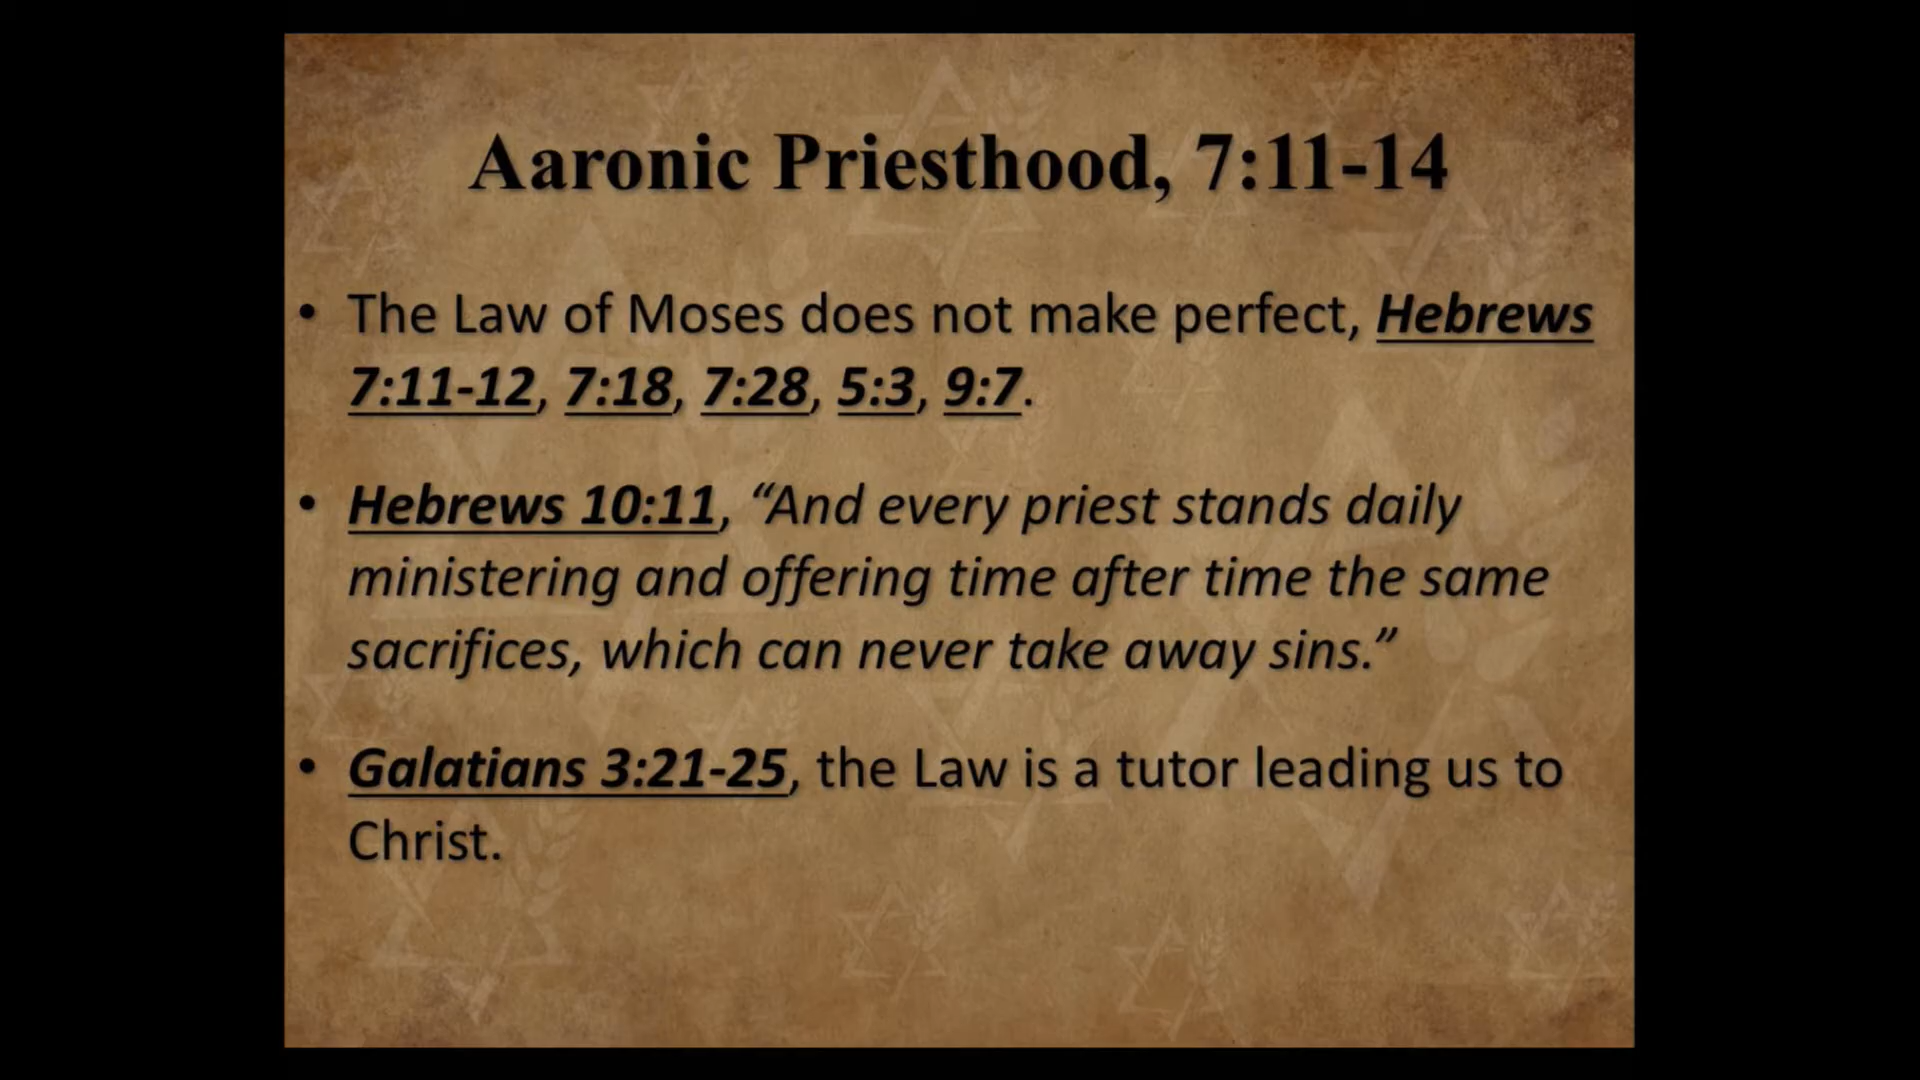 Aaronic Priesthood, 7:11-14
• The Law of Moses does not make perfect, Hebrews
7:11-12, 7:18, 7:28, 5:3, 9:7.
• Hebrews 10:11, “And every priest stands daily
ministering and offering time after time the same
sacrifices, which can never take away sins.”
• Galatians 3:21-25, the Law is a tutor leading us to
Christ.